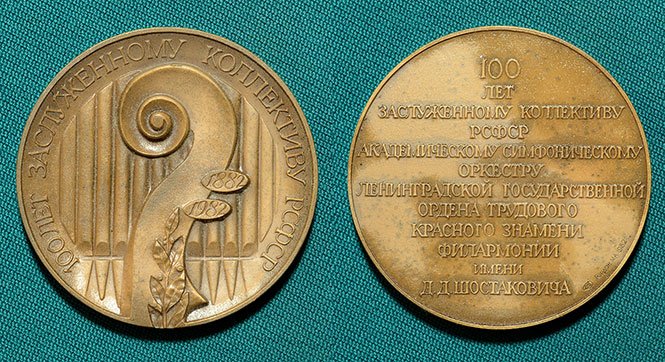 100 ЛЕТ ЗАСЛУЖЕННОМУ КОЛЛЕКТИВУ РСФСР
1882
1982
100
ЛЕТ
ЗАСЛУЖЕННОМУ КОЛЛЕКТИВУ
РСФСР
АКАДЕМИЧЕСКОМУ СИМФОНИЧЕСКОМУ
ОРКЕСТРУ
ЛЕНИНГРАДСКОЙ ГОСУДАРСТВЕННОЙ
ОРДЕНА ТРУДОВОГО
КРАСНОГО ЗНАМЕНИ
ФИЛАРМОНИИ
ИМЕНИ
Д.Д.ШОСТАКОВИЧА